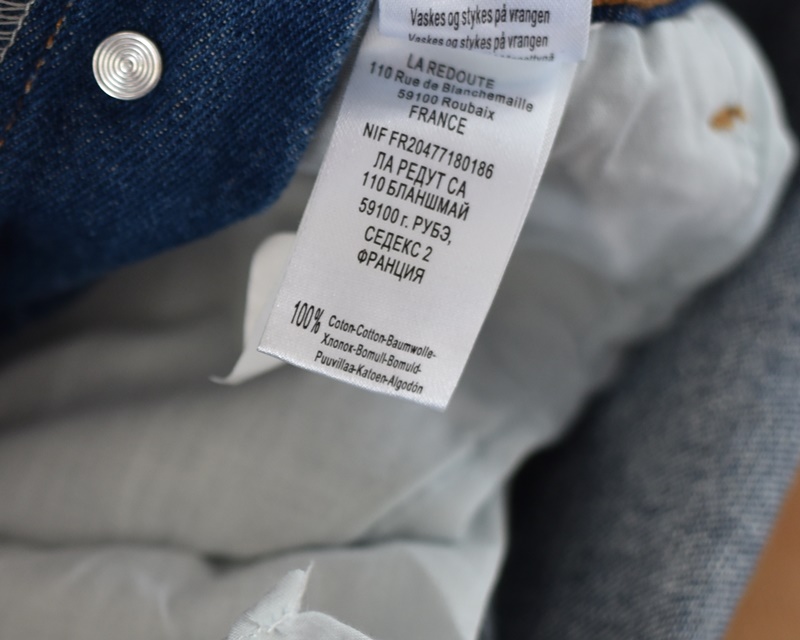 Vaskes og stykes på vrangen
Vaskes og stykes på vrangen
LA REDOUTE
110 Rue de Blanchemaille
59100 Roubaix
FRANCE
NIF FR20477180186
ЛА РЕДУТ СА
110 БЛАНШМАЙ
59100 г. РУБЭ,
СЕДЕКС 2
ФРАНЦИЯ
100% Coton-Cotton-Baumwolle-
Хлопок-Bomull-Bomuld-
Puuvillaa-Katoen-Algodón